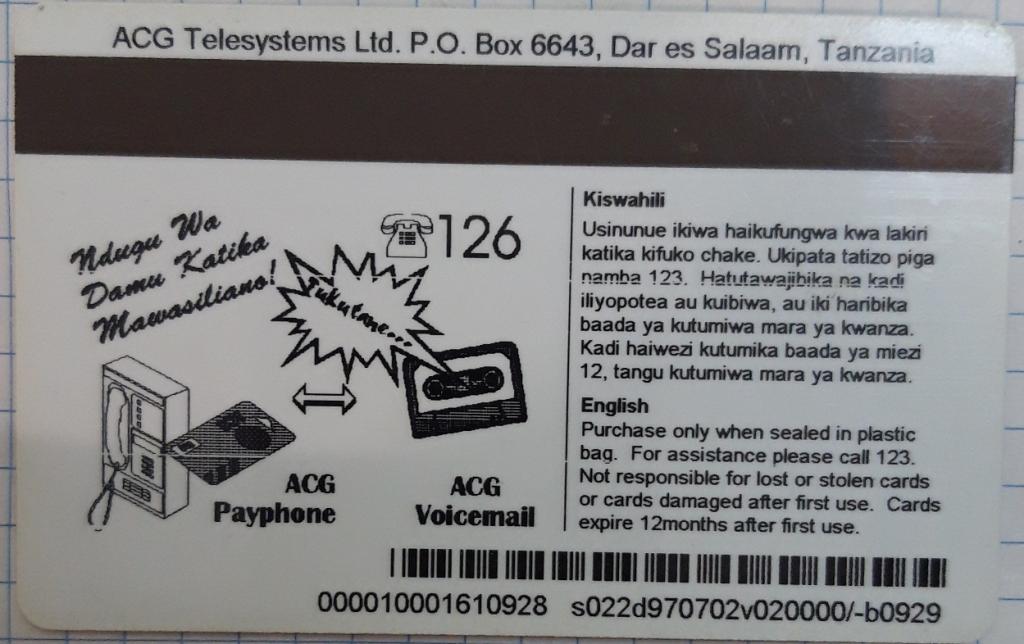 ACG Telesystems Ltd. P.O. Box 6643, Dar es Salaam, Tanzania
Ndugu Wa
Damu Katika
Mawasiliano!
126
Tukutane...
ACG
Payphone
ACG
Voicemail
Kiswahili
Usinunue ikiwa haikufungwa kwa lakiri
katika kifuko chake. Ukipata tatizo piga
namba 123. Hatutawajibika na kadi
iliyopotea au kuibiwa, au iki haribika
baada ya kutumiwa mara ya kwanza.
Kadi haiwezi kutumika baada ya miezi
12, tangu kutumiwa mara ya kwanza.
English
Purchase only when sealed in plastic
bag. For assistance please call 123.
Not responsible for lost or stolen cards
or cards damaged after first use. Cards
expire 12months after first use.
000010001610928 s022d970702v020000/-b0929